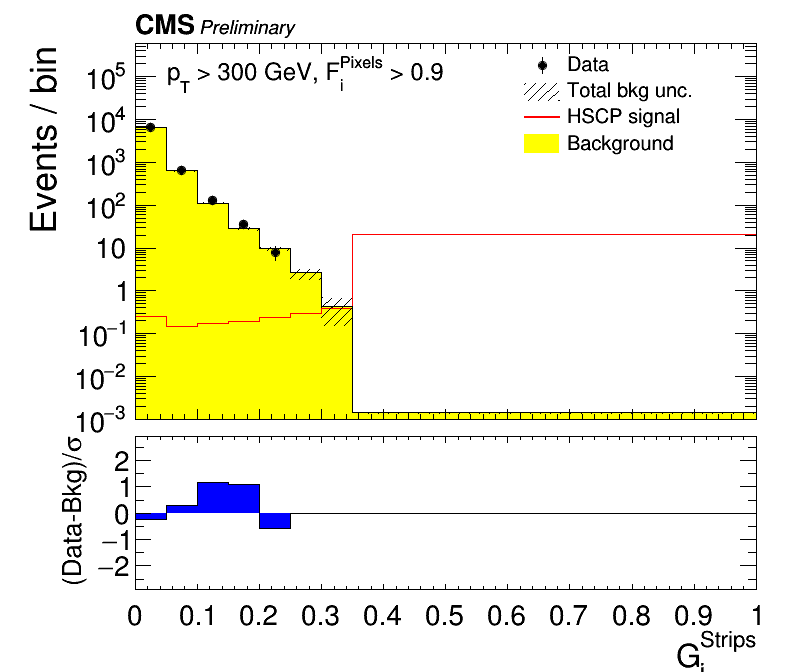 CMS Preliminary
p_T > 300 GeV, F_i^Pixels > 0.9
Data
Total bkg unc.
HSCP signal
Background
Events / bin
10^5
10^4
10^3
10^2
10
1
10^−1
10^−2
10^−3
(Data-Bkg)/σ
2
1
0
−1
−2
0 0.1 0.2 0.3 0.4 0.5 0.6 0.7 0.8 0.9 1
G_i^Strips